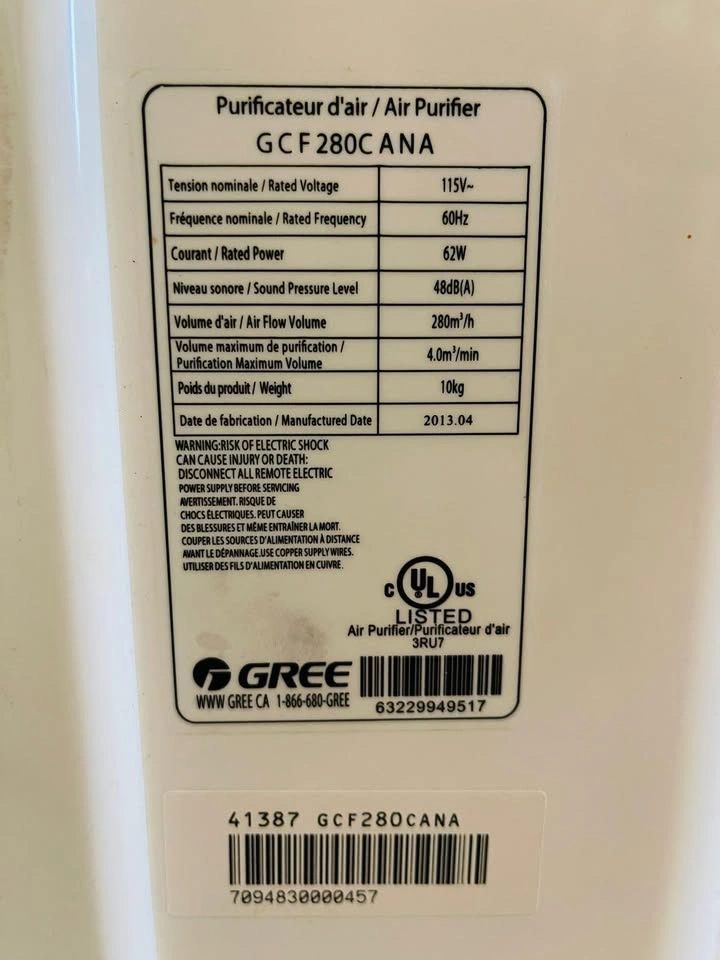 Purificateur d'air / Air Purifier
GCF280CANA
Tension nominale / Rated Voltage 115V~
Fréquence nominale / Rated Frequency 60Hz
Courant / Rated Power 62W
Niveau sonore / Sound Pressure Level 48dB(A)
Volume d'air / Air Flow Volume 280m³/h
Volume maximum de purification /
Purification Maximum Volume 4.0m³/min
Poids du produit / Weight 10kg
Date de fabrication / Manufactured Date 2013.04
WARNING:RISK OF ELECTRIC SHOCK
CAN CAUSE INJURY OR DEATH:
DISCONNECT ALL REMOTE ELECTRIC
POWER SUPPLY BEFORE SERVICING
AVERTISSEMENT. RISQUE DE
CHOCS ÉLECTRIQUES. PEUT CAUSER
DES BLESSURES ET MÊME ENTRAÎNER LA MORT.
COUPER LES SOURCES D'ALIMENTATION À DISTANCE
AVANT LE DÉPANNAGE.USE COPPER SUPPLY WIRES.
UTILISER DES FILS D'ALIMENTATION EN CUIVRE.
C UL US
LISTED
Air Purifier/Purificateur d'air
3RU7
GREE
WWW GREE CA 1-866-680-GREE
63229949517
41387 GCF280CANA
7094830000457